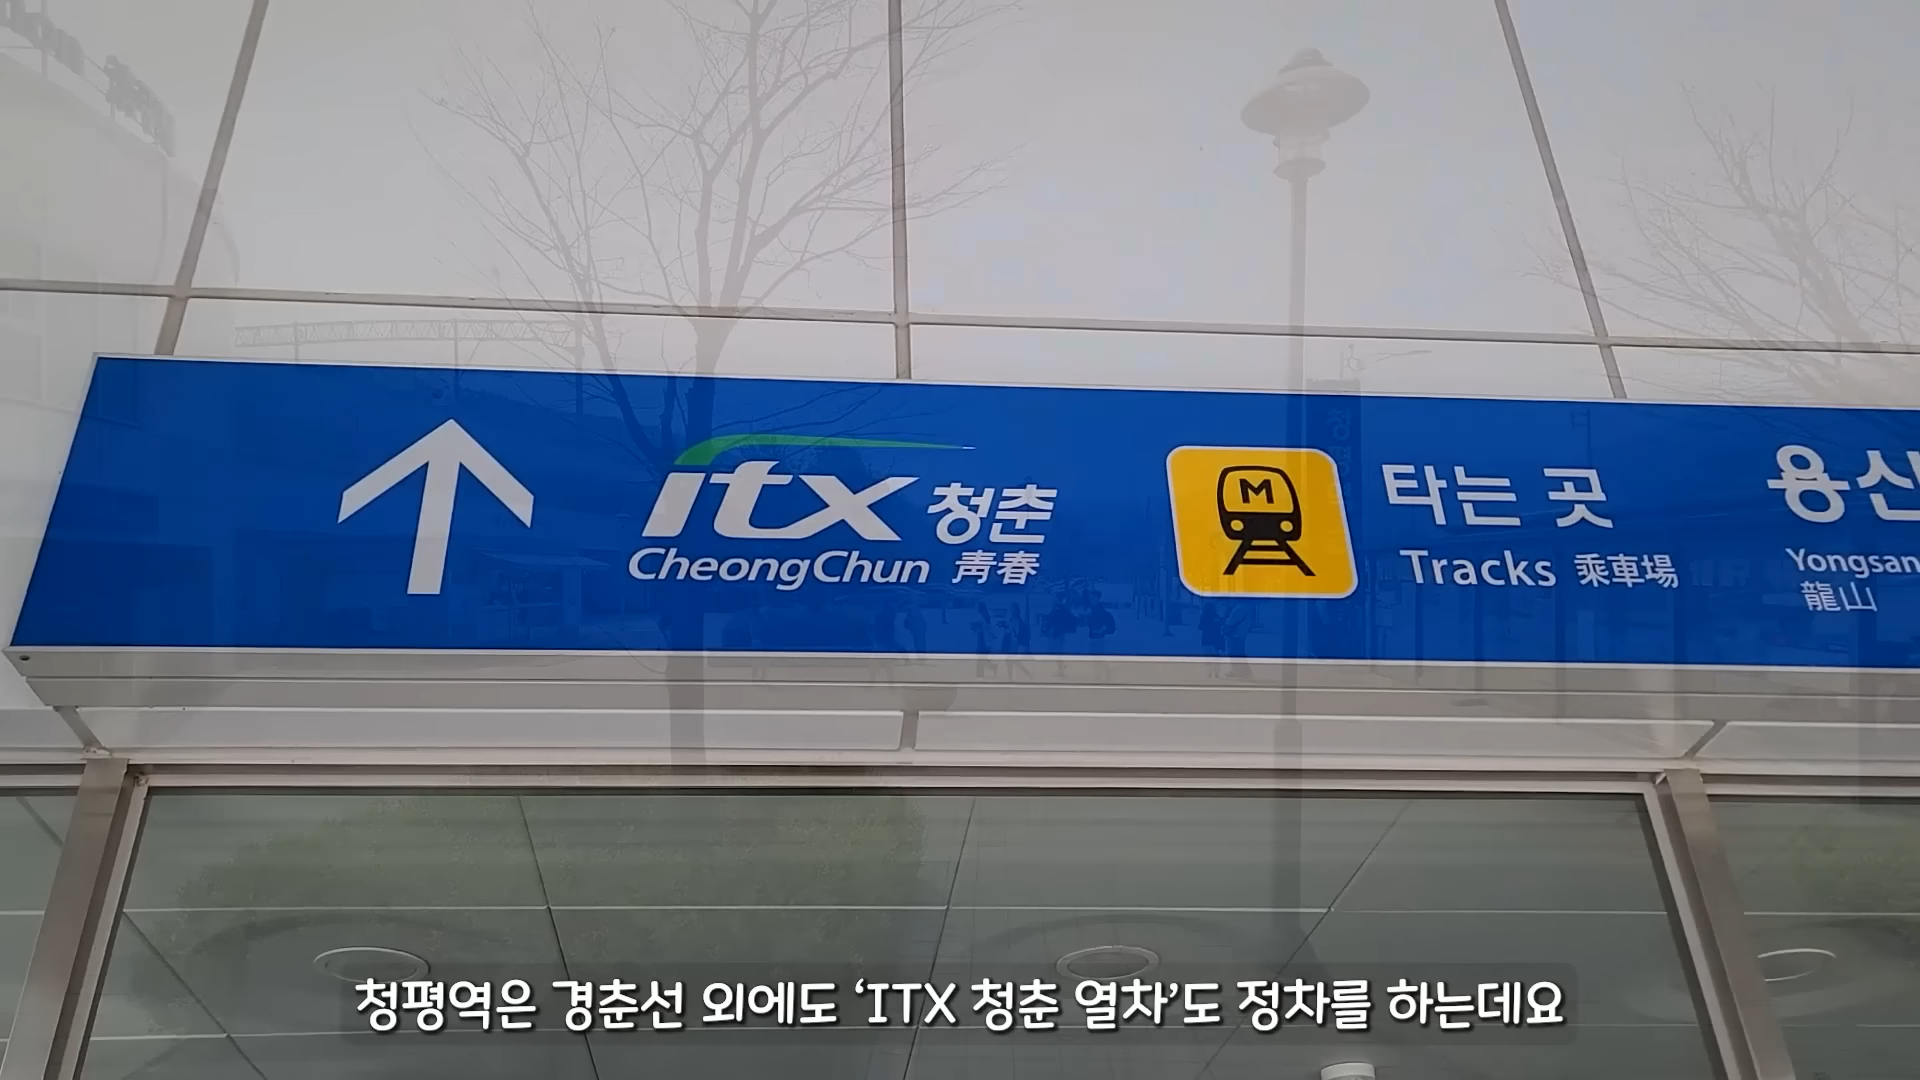 itx 청춘
CheongChun 靑春
M
타는 곳
Tracks 乘車場
용산
Yongsan
龍山
청평역은 경춘선 외에도 ‘ITX 청춘 열차’도 정차를 하는데요